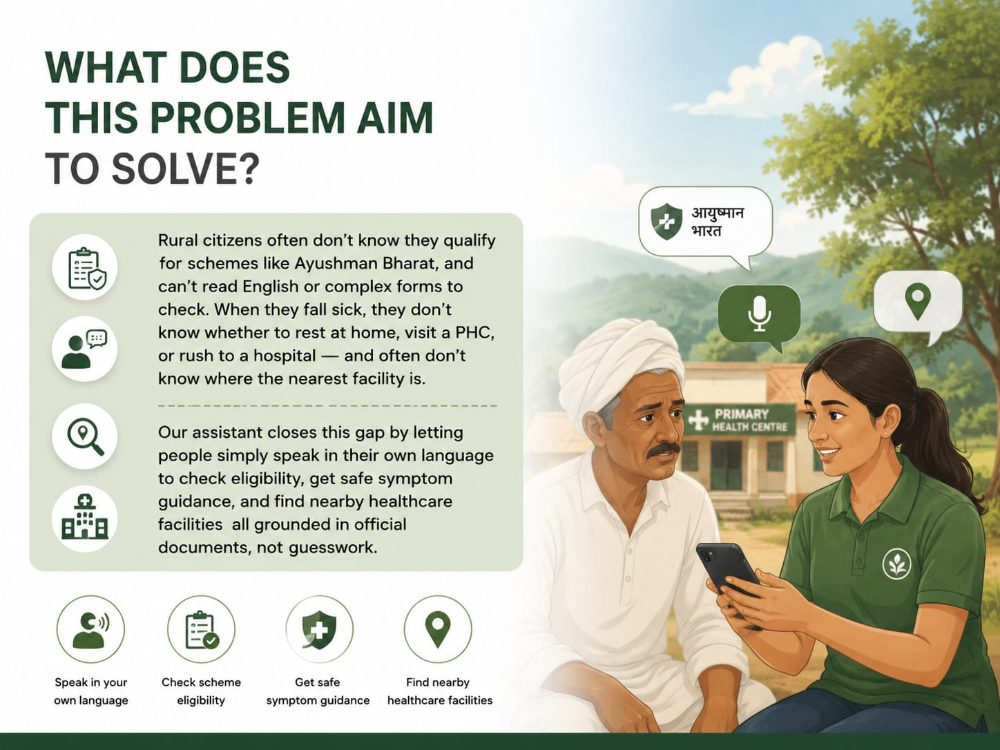 WHAT DOES
THIS PROBLEM AIM
TO SOLVE?
Rural citizens often don't know they qualify
for schemes like Ayushman Bharat, and
can't read English or complex forms to
check. When they fall sick, they don't
know whether to rest at home, visit a PHC,
or rush to a hospital — and often don't
know where the nearest facility is.
Our assistant closes this gap by letting
people simply speak in their own language
to check eligibility, get safe symptom
guidance, and find nearby healthcare
facilities  all grounded in official
documents, not guesswork.
Speak in your
own language
Check scheme
eligibility
Get safe
symptom guidance
Find nearby
healthcare facilities
आयुष्मान
भारत
PRIMARY
HEALTH CENTRE